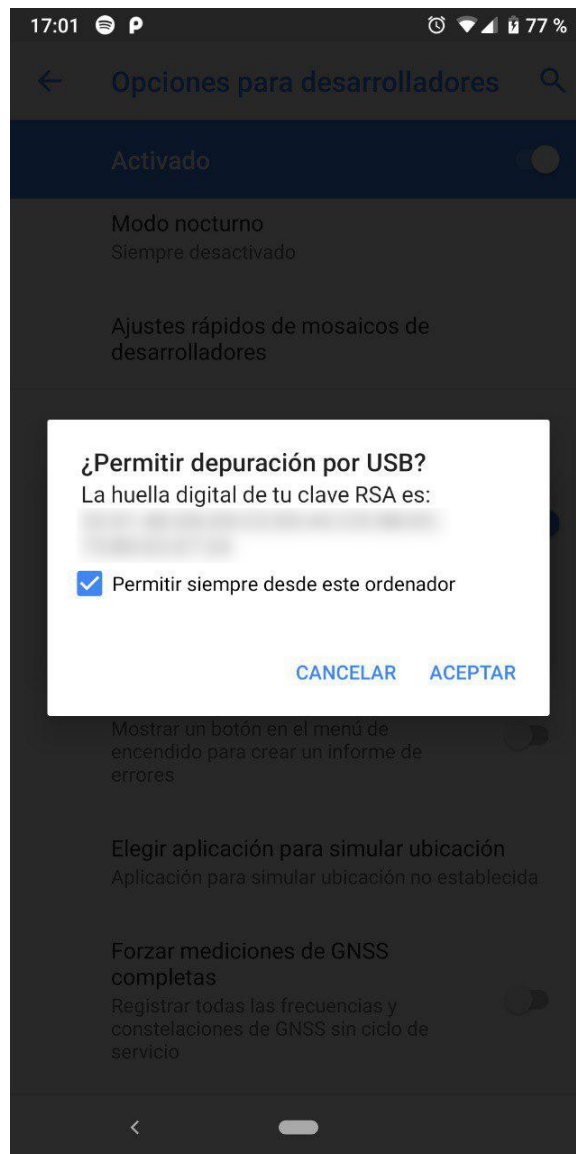 17:01
77 %
Opciones para desarrolladores
Activado
Modo nocturno
Siempre desactivado
Ajustes rápidos de mosaicos de
desarrolladores
¿Permitir depuración por USB?
La huella digital de tu clave RSA es:
Permitir siempre desde este ordenador
CANCELAR ACEPTAR
Mostrar un botón en el menú de
encendido para crear un informe de
errores
Elegir aplicación para simular ubicación
Aplicación para simular ubicación no establecida
Forzar mediciones de GNSS
completas
Registrar todas las frecuencias y
constelaciones de GNSS sin ciclo de
servicio